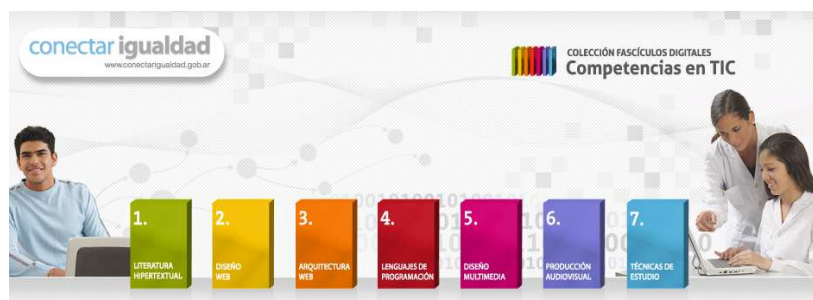 conectar igualdad
www.conectarigualdad.gob.ar
COLECCIÓN FASCÍCULOS DIGITALES
Competencias en TIC
1.
LITERATURA
HIPERTEXTUAL
2.
DISEÑO
WEB
3.
ARQUITECTURA
WEB
4.
LENGUAJES DE
PROGRAMACIÓN
5.
DISEÑO
MULTIMEDIA
6.
PRODUCCIÓN
AUDIOVISUAL
7.
TÉCNICAS DE
ESTUDIO